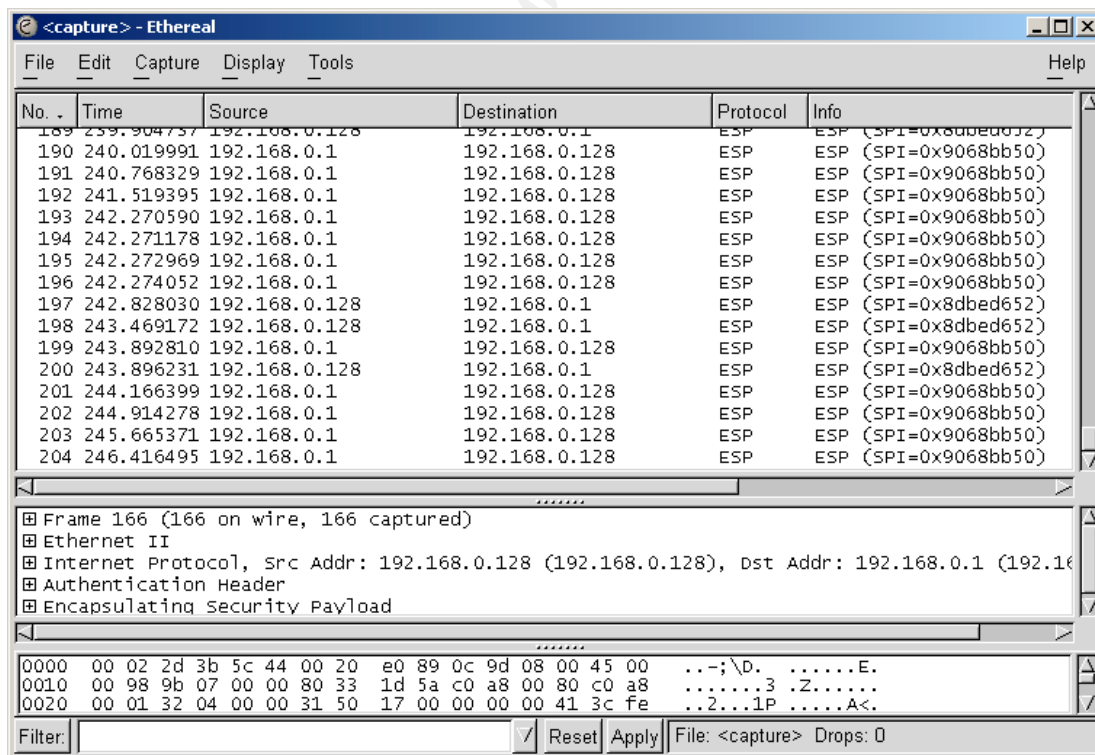 <capture> - Ethereal
File Edit Capture Display Tools Help
No. Time Source Destination Protocol Info
189 239.904737 192.168.0.128 192.168.0.1 ESP ESP (SPI=0x8dbed652)
190 240.019991 192.168.0.1 192.168.0.128 ESP ESP (SPI=0x9068bb50)
191 240.768329 192.168.0.1 192.168.0.128 ESP ESP (SPI=0x9068bb50)
192 241.519395 192.168.0.1 192.168.0.128 ESP ESP (SPI=0x9068bb50)
193 242.270590 192.168.0.1 192.168.0.128 ESP ESP (SPI=0x9068bb50)
194 242.271178 192.168.0.1 192.168.0.128 ESP ESP (SPI=0x9068bb50)
195 242.272969 192.168.0.1 192.168.0.128 ESP ESP (SPI=0x9068bb50)
196 242.274052 192.168.0.1 192.168.0.128 ESP ESP (SPI=0x9068bb50)
197 242.828030 192.168.0.128 192.168.0.1 ESP ESP (SPI=0x8dbed652)
198 243.469172 192.168.0.128 192.168.0.1 ESP ESP (SPI=0x8dbed652)
199 243.892810 192.168.0.1 192.168.0.128 ESP ESP (SPI=0x9068bb50)
200 243.896231 192.168.0.128 192.168.0.1 ESP ESP (SPI=0x8dbed652)
201 244.166399 192.168.0.1 192.168.0.128 ESP ESP (SPI=0x9068bb50)
202 244.914278 192.168.0.1 192.168.0.128 ESP ESP (SPI=0x9068bb50)
203 245.665371 192.168.0.1 192.168.0.128 ESP ESP (SPI=0x9068bb50)
204 246.416495 192.168.0.1 192.168.0.128 ESP ESP (SPI=0x9068bb50)
Frame 166 (166 on wire, 166 captured)
Ethernet II
Internet Protocol, Src Addr: 192.168.0.128 (192.168.0.128), Dst Addr: 192.168.0.1 (192.16
Authentication Header
Encapsulating Security Payload
0000 00 02 2d 3b 5c 44 00 20 e0 89 0c 9d 08 00 45 00 ..-;\D. ......E.
0010 00 98 9b 07 00 00 80 33 1d 5a c0 a8 00 80 c0 a8 .......3 .Z......
0020 00 01 32 04 00 00 31 50 17 00 00 00 00 41 3c fe ..2...1P .....A<.
Filter: Reset Apply File: <capture> Drops: 0